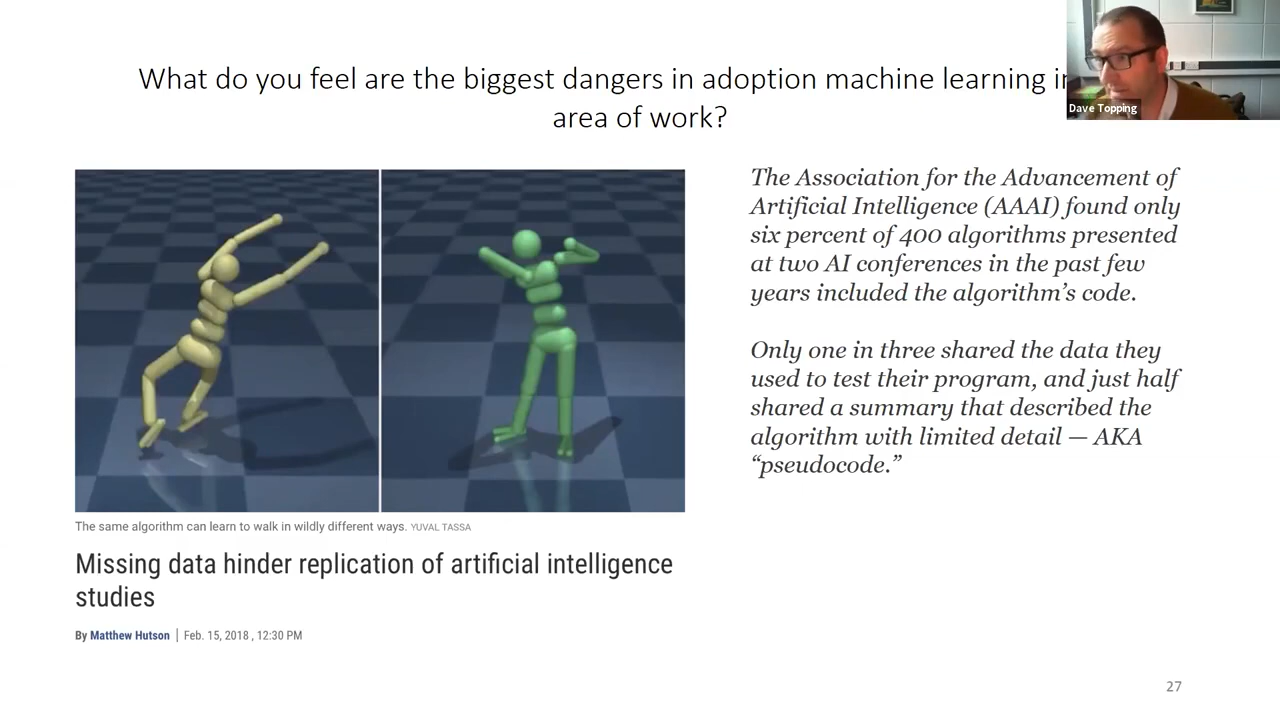 What do you feel are the biggest dangers in adoption machine learning
area of work?
Dave Topping
The Association for the Advancement of
Artificial Intelligence (AAAI) found only
six percent of 400 algorithms presented
at two AI conferences in the past few
years included the algorithm’s code.
Only one in three shared the data they
used to test their program, and just half
shared a summary that described the
algorithm with limited detail — AKA
“pseudocode.”
The same algorithm can learn to walk in wildly different ways. YUVAL TASSA
Missing data hinder replication of artificial intelligence
studies
By Matthew Hutson | Feb. 15, 2018 , 12:30 PM
27